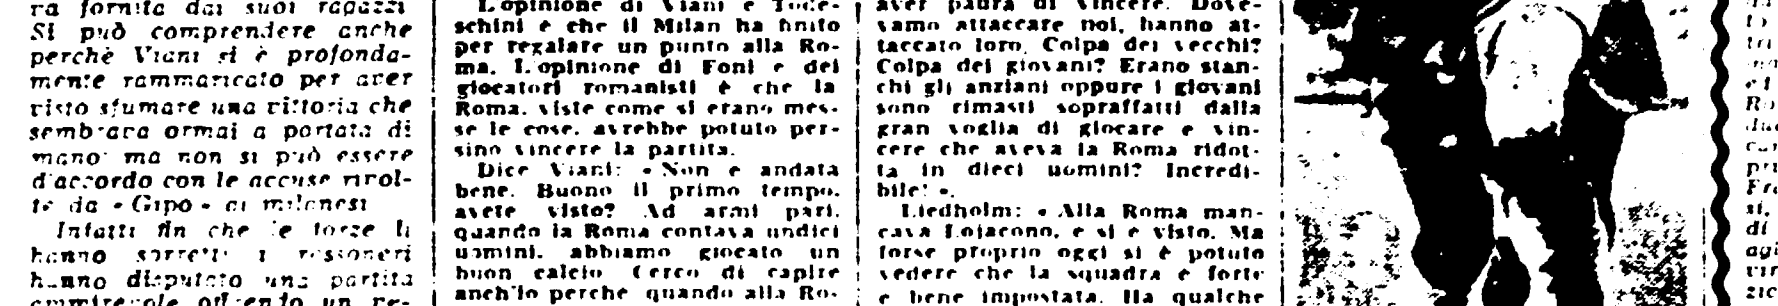 ra fornita dai suoi ragazzi
Si può comprendere anche
perchè Viani si è profonda-
mente rammaricato per aver
visto sfumare una vittoria che
sembrava ormai a portata di
mano: ma non si può essere
d'accordo con le accuse rivol-
te da « Gipo » ai milanesi
Infatti fin che le forze li
hanno sorretti i rossoneri
hanno disputato una partita
ammirevole offrendo un re-
L'opinione di Viani e Tode-
schini è che il Milan ha finito
per regalare un punto alla Ro-
ma. L'opinione di Foni e dei
giocatori romanisti è che la
Roma, viste come si erano mes-
se le cose, avrebbe potuto per-
sino vincere la partita.
Dice Viani: « Non è andata
bene. Buono il primo tempo,
avete visto? Ad armi pari,
quando la Roma contava undici
uomini, abbiamo giocato un
buon calcio Cerco di capire
anch'io perchè quando alla Ro-
aver paura di vincere. Dove-
vamo attaccare noi, hanno at-
taccato loro. Colpa dei vecchi?
Colpa dei giovani? Erano stan-
chi gli anziani oppure i giovani
sono rimasti sopraffatti dalla
gran voglia di giocare e vin-
cere che aveva la Roma ridot-
ta in dieci uomini? Incredi-
bile! ».
Liedholm: « Alla Roma man-
cava Lojacono, e si è visto. Ma
forse proprio oggi si è potuto
vedere che la squadra è forte
e bene impostata. Ha qualche